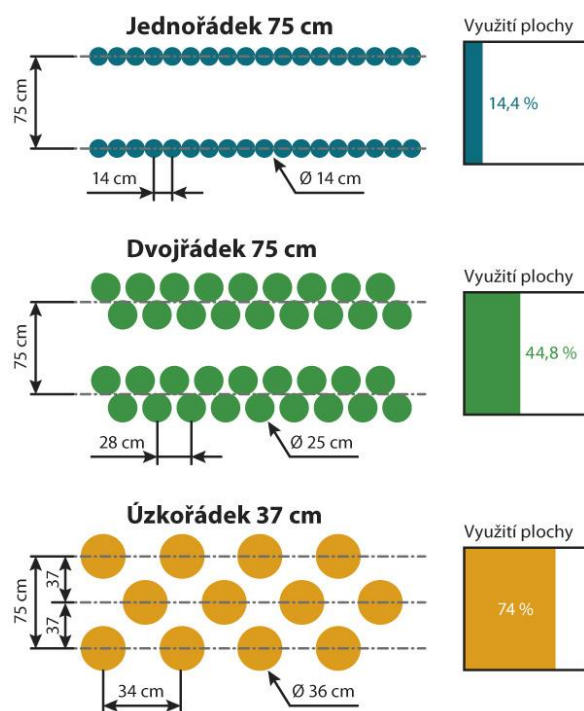 Jednořádek 75 cm
Využití plochy
75 cm
14,4 %
14 cm
Ø 14 cm
Dvojřádek 75 cm
Využití plochy
75 cm
44,8 %
28 cm
Ø 25 cm
Úzkořádek 37 cm
Využití plochy
75 cm
37
37
74 %
34 cm
Ø 36 cm